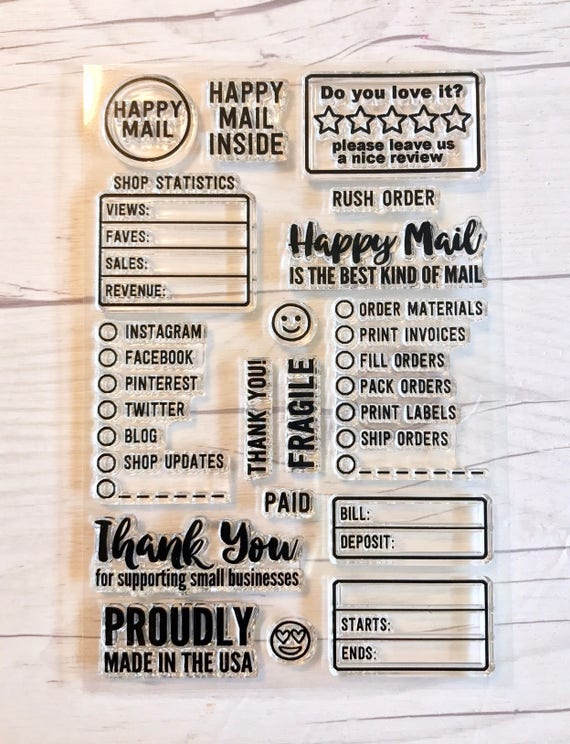 HAPPY
MAIL
HAPPY
MAIL
INSIDE
Do you love it?
please leave us
a nice review
SHOP STATISTICS
VIEWS:
FAVES:
SALES:
REVENUE:
RUSH ORDER
Happy Mail
IS THE BEST KIND OF MAIL
INSTAGRAM
FACEBOOK
PINTEREST
TWITTER
BLOG
SHOP UPDATES
THANK YOU!
FRAGILE
ORDER MATERIALS
PRINT INVOICES
FILL ORDERS
PACK ORDERS
PRINT LABELS
SHIP ORDERS
PAID
BILL:
DEPOSIT:
Thank You
for supporting small businesses
STARTS:
ENDS:
PROUDLY
MADE IN THE USA